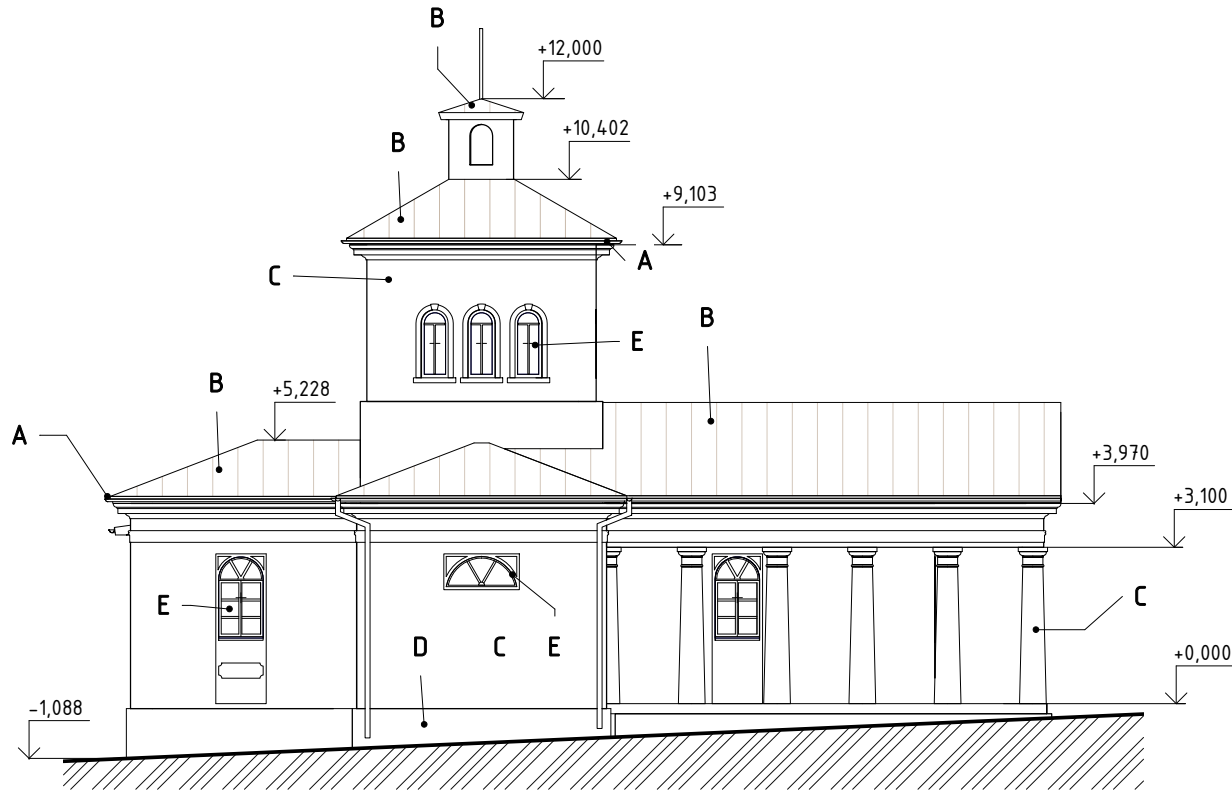 B
+12,000
+10,402
B
+9,103
A
C
B
E
B
+5,228
A
+3,970
+3,100
E
C
D
C
E
+0,000
-1,088